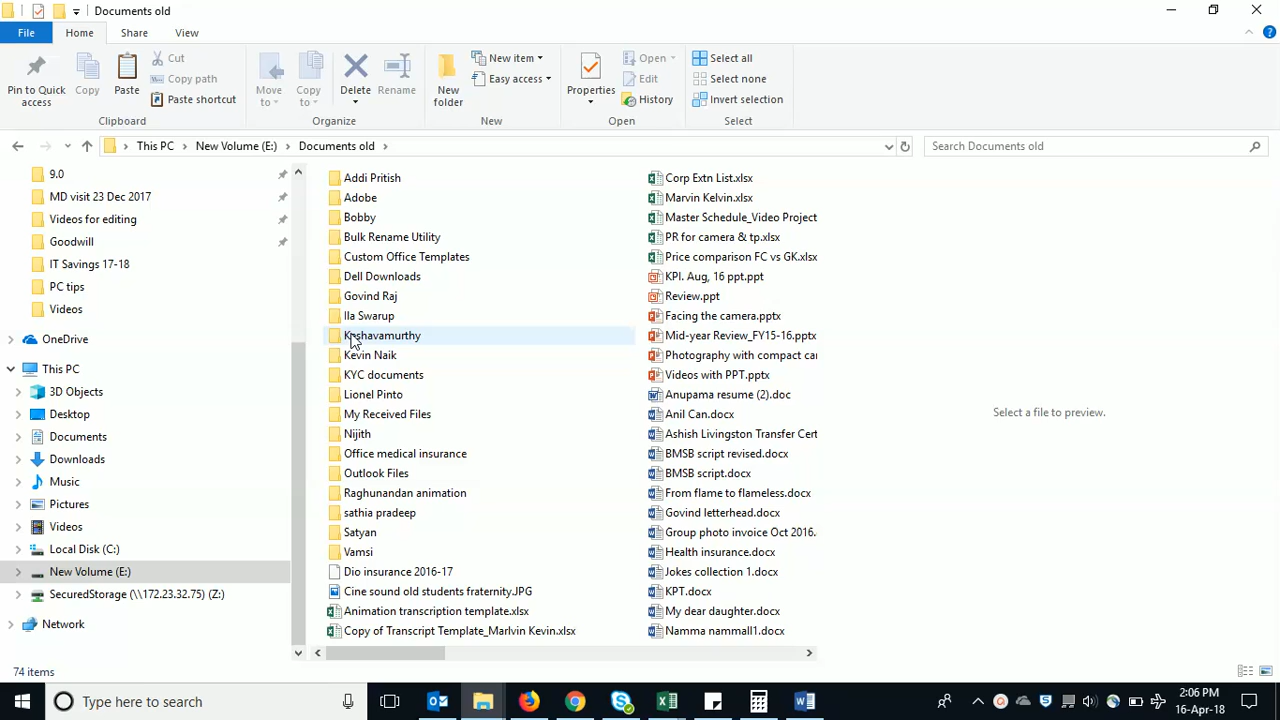 Documents old
File Home Share View
Pin to Quick access
Copy
Paste
Cut
Copy path
Paste shortcut
Clipboard
Move to
Copy to
Delete
Rename
Organize
New folder
New item
Easy access
New
Properties
Open
Edit
History
Open
Select all
Select none
Invert selection
Select
This PC New Volume (E:) Documents old
Search Documents old
9.0
MD visit 23 Dec 2017
Videos for editing
Goodwill
IT Savings 17-18
PC tips
Videos
OneDrive
This PC
3D Objects
Desktop
Documents
Downloads
Music
Pictures
Videos
Local Disk (C:)
New Volume (E:)
SecuredStorage (\\172.23.32.75) (Z:)
Network
Addi Pritish
Adobe
Bobby
Bulk Rename Utility
Custom Office Templates
Dell Downloads
Govind Raj
Ila Swarup
Keshavamurthy
Kevin Naik
KYC documents
Lionel Pinto
My Received Files
Nijith
Office medical insurance
Outlook Files
Raghunandan animation
sathia pradeep
Satyan
Vamsi
Dio insurance 2016-17
Cine sound old students fraternity.JPG
Animation transcription template.xlsx
Copy of Transcript Template_Marlvin Kevin.xlsx
Corp Extn List.xlsx
Marvin Kelvin.xlsx
Master Schedule_Video Project
PR for camera & tp.xlsx
Price comparison FC vs GK.xlsx
KPI. Aug, 16 ppt.ppt
Review.ppt
Facing the camera.pptx
Mid-year Review_FY15-16.pptx
Photography with compact car
Videos with PPT.pptx
Anupama resume (2).doc
Anil Can.docx
Ashish Livingston Transfer Cert
BMSB script revised.docx
BMSB script.docx
From flame to flameless.docx
Govind letterhead.docx
Group photo invoice Oct 2016.
Health insurance.docx
Jokes collection 1.docx
KPT.docx
My dear daughter.docx
Namma nammall1.docx
Select a file to preview.
74 items
Type here to search
2:06 PM
16-Apr-18